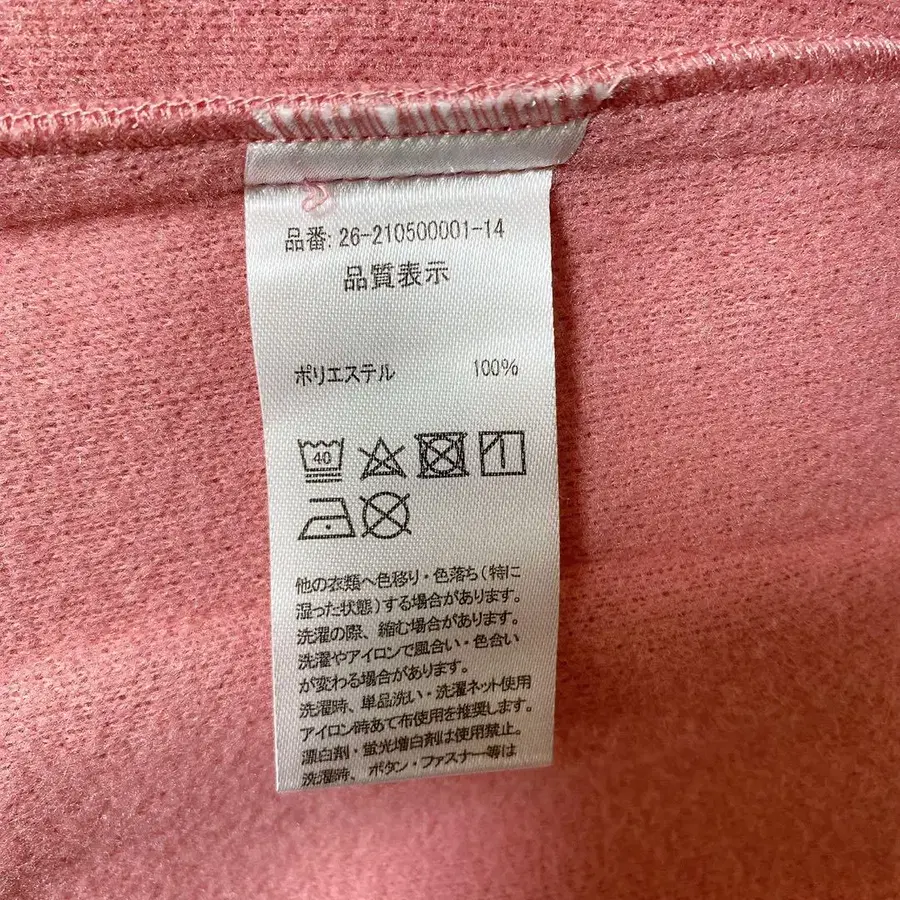 品番: 26-210500001-14
品質表示
ポリエステル 100%
40
他の衣類へ色移り・色落ち(特に
湿った状態)する場合があります。
洗濯の際、縮む場合があります。
洗濯やアイロンで風合い・色合い
が変わる場合があります。
洗濯時、単品洗い・洗濯ネット使用
アイロン時あて布使用を推奨します。
漂白剤・蛍光増白剤は使用禁止。
洗濯時、ボタン・ファスナー等は